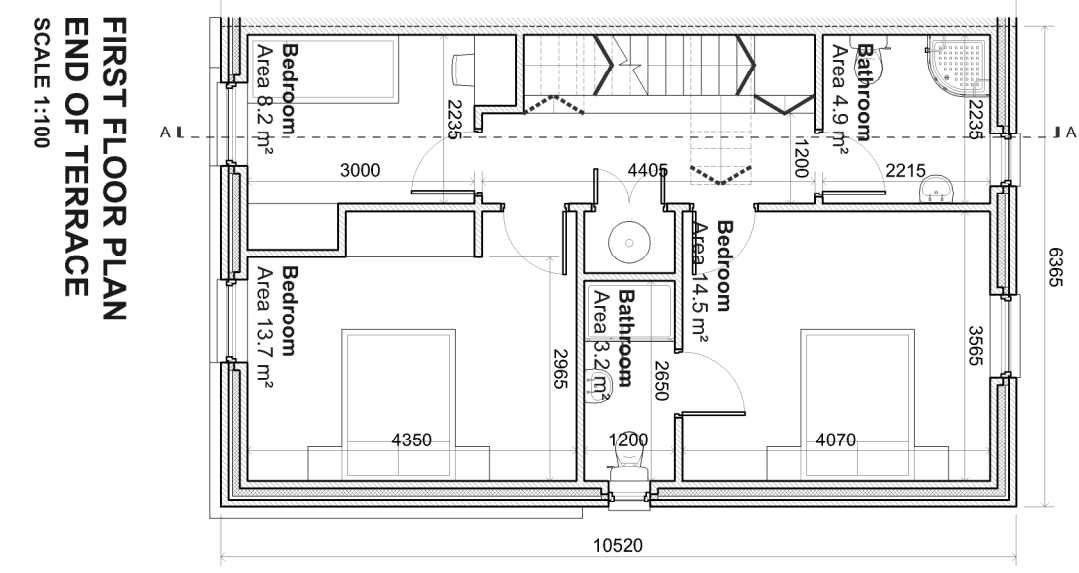 FIRST FLOOR PLAN
END OF TERRACE
SCALE 1:100
Bedroom
Area 8.2 m²
2235
3000
4405
1200
Bathroom
Area 4.9 m²
2235
2215
A
A
Bedroom
Area 13.7 m²
2965
4350
Bathroom
Area 3.2 m²
2650
1200
Bedroom
Area 14.5 m²
3565
4070
6365
10520